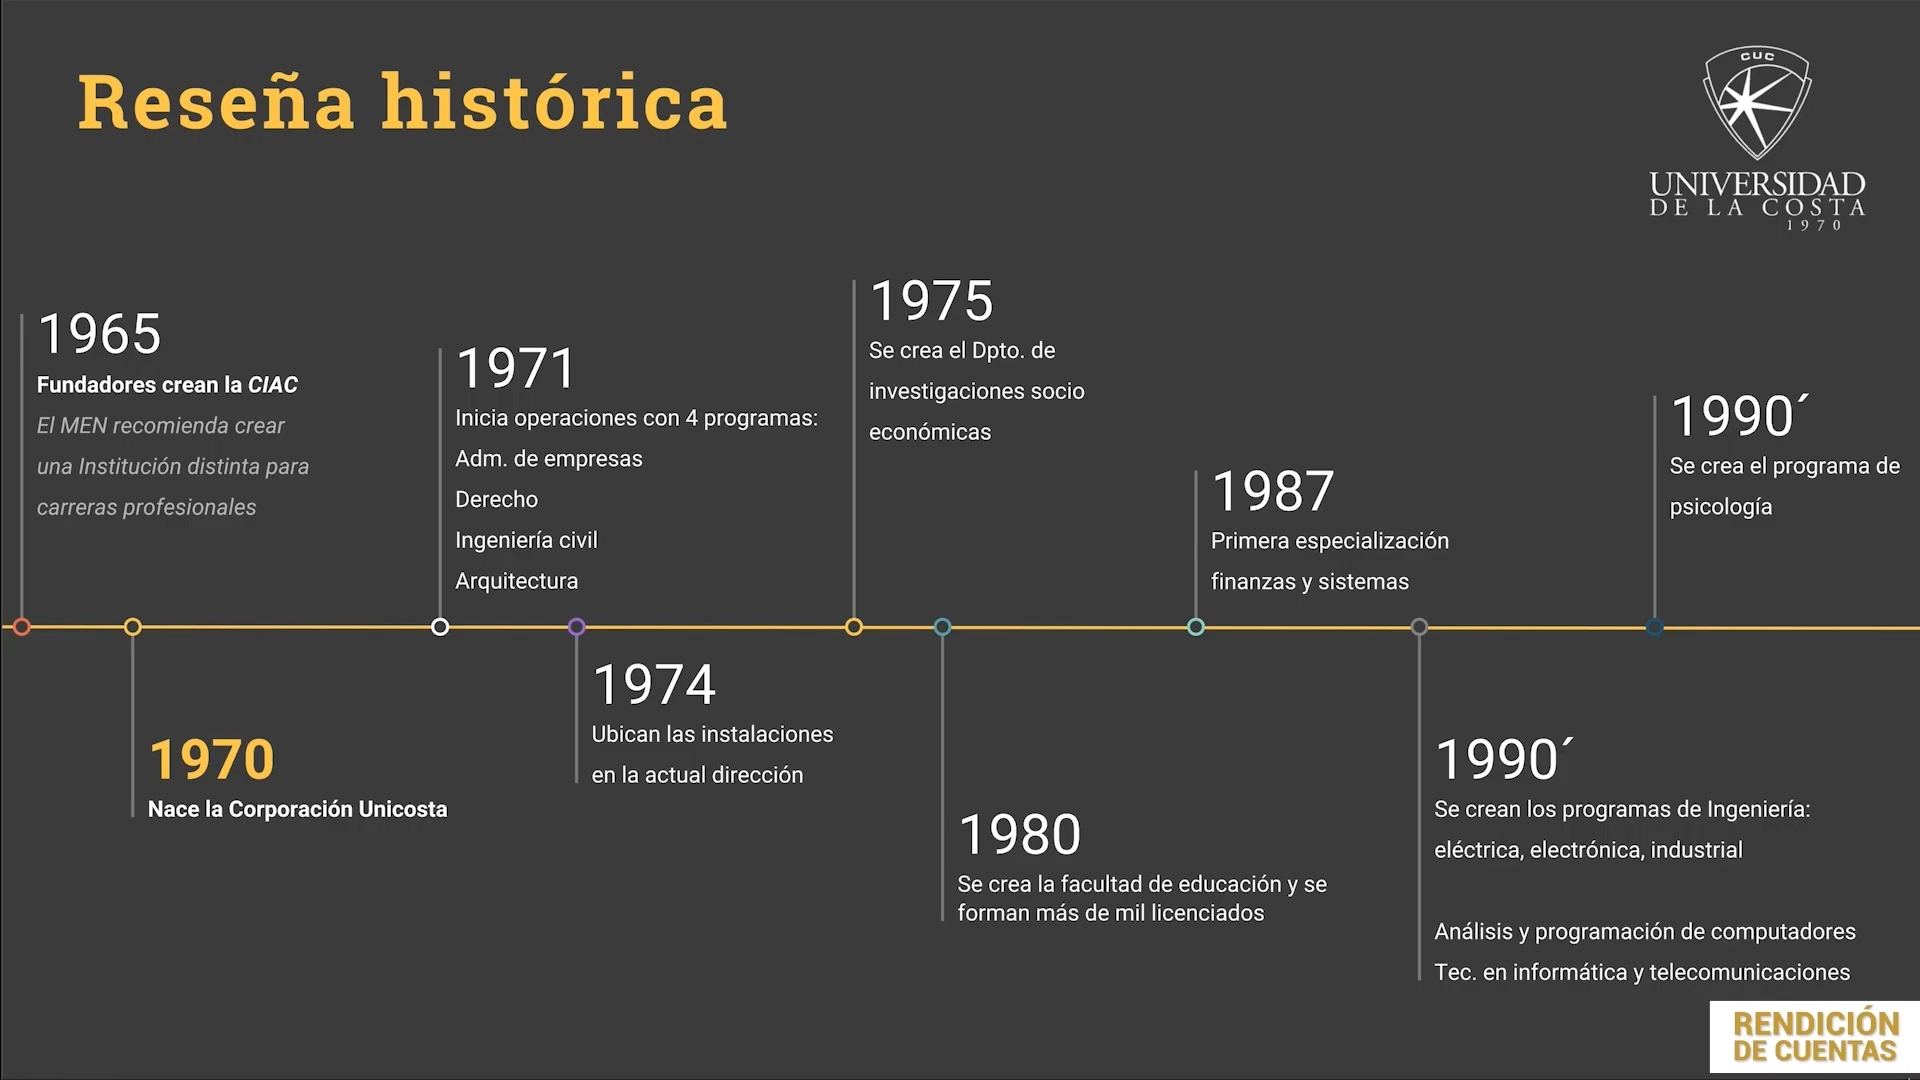 Reseña histórica
CUC
UNIVERSIDAD
DE LA COSTA
1970
1965
Fundadores crean la CIAC
El MEN recomienda crear
una Institución distinta para
carreras profesionales
1970
Nace la Corporación Unicosta
1971
Inicia operaciones con 4 programas:
Adm. de empresas
Derecho
Ingeniería civil
Arquitectura
1974
Ubican las instalaciones
en la actual dirección
1975
Se crea el Dpto. de
investigaciones socio
económicas
1980
Se crea la facultad de educación y se
forman más de mil licenciados
1987
Primera especialización
finanzas y sistemas
1990´
Se crean los programas de Ingeniería:
eléctrica, electrónica, industrial
Análisis y programación de computadores
Tec. en informática y telecomunicaciones
1990´
Se crea el programa de
psicología
RENDICIÓN
DE CUENTAS